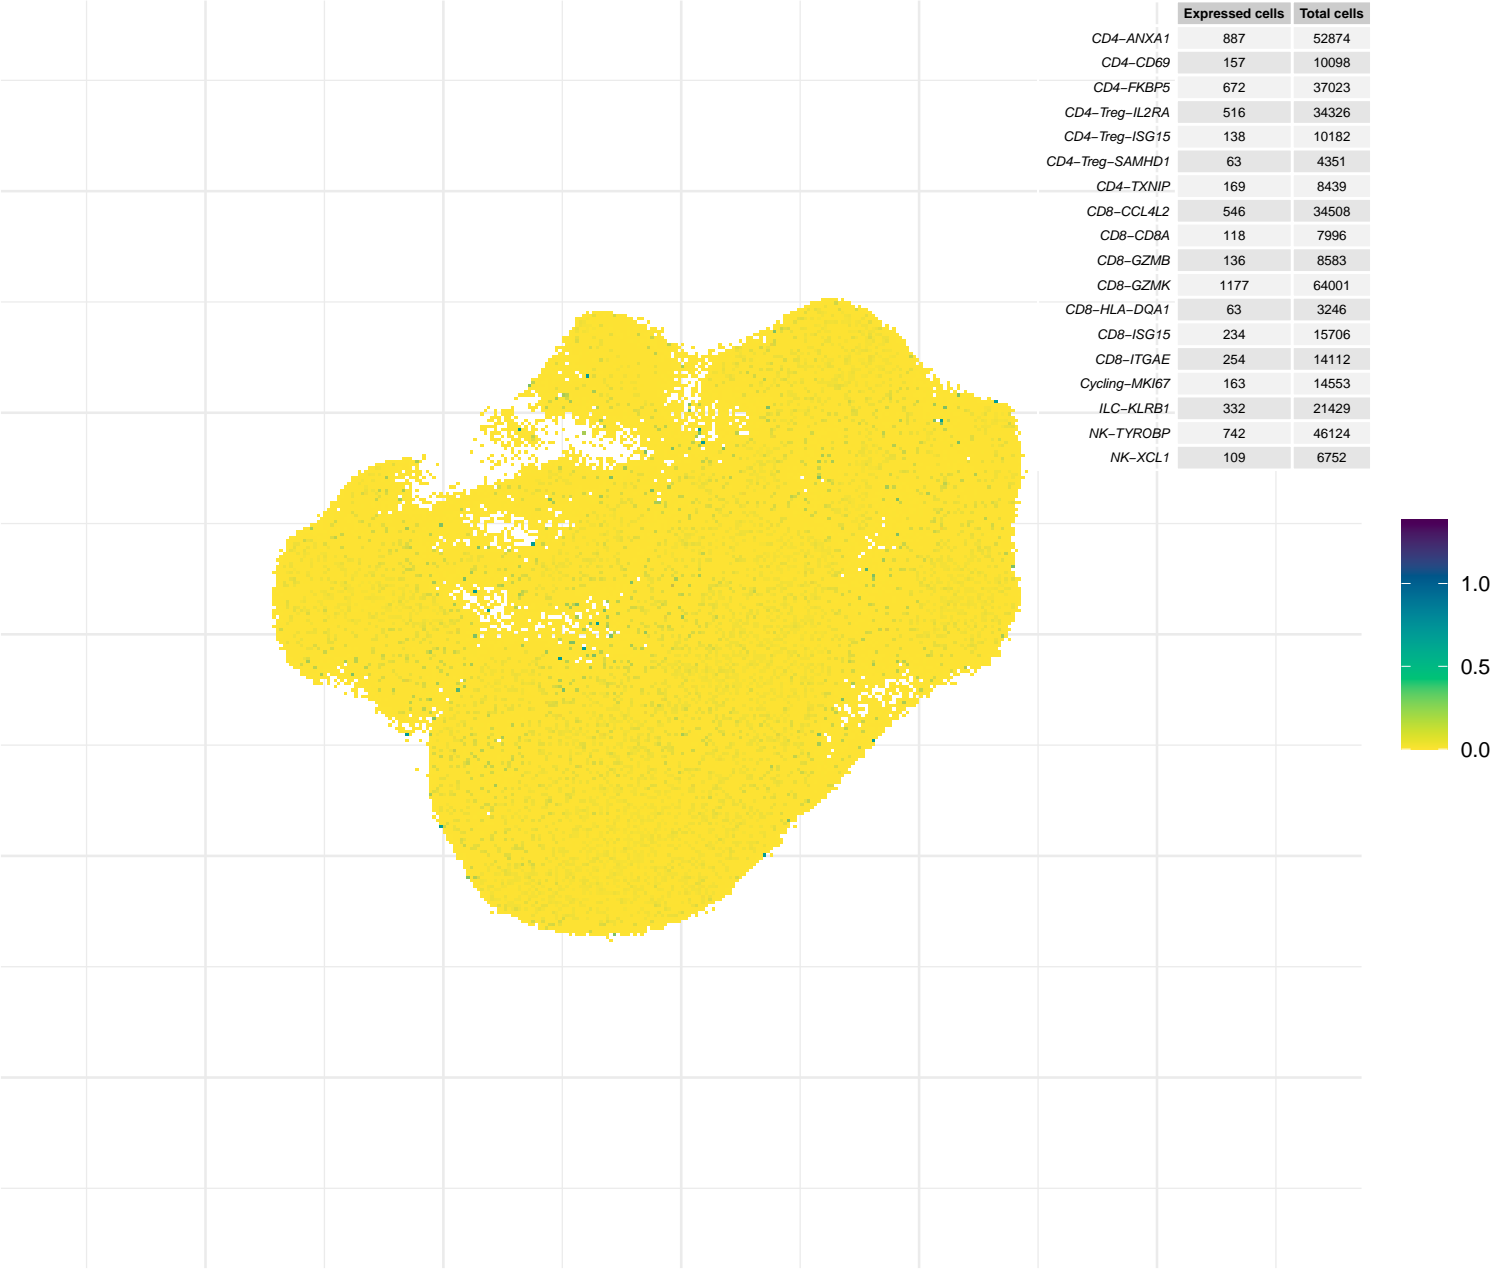 Expressed cells Total cells
CD4−ANXA1 887 52874
CD4−CD69 157 10098
CD4−FKBP5 672 37023
CD4−Treg−IL2RA 516 34326
CD4−Treg−ISG15 138 10182
CD4−Treg−SAMHD1 63 4351
CD4−TXNIP 169 8439
CD8−CCL4L2 546 34508
CD8−CD8A 118 7996
CD8−GZMB 136 8583
CD8−GZMK 1177 64001
CD8−HLA−DQA1 63 3246
CD8−ISG15 234 15706
CD8−ITGAE 254 14112
Cycling−MKI67 163 14553
ILC−KLRB1 332 21429
NK−TYROBP 742 46124
NK−XCL1 109 6752
1.0
0.5
0.0